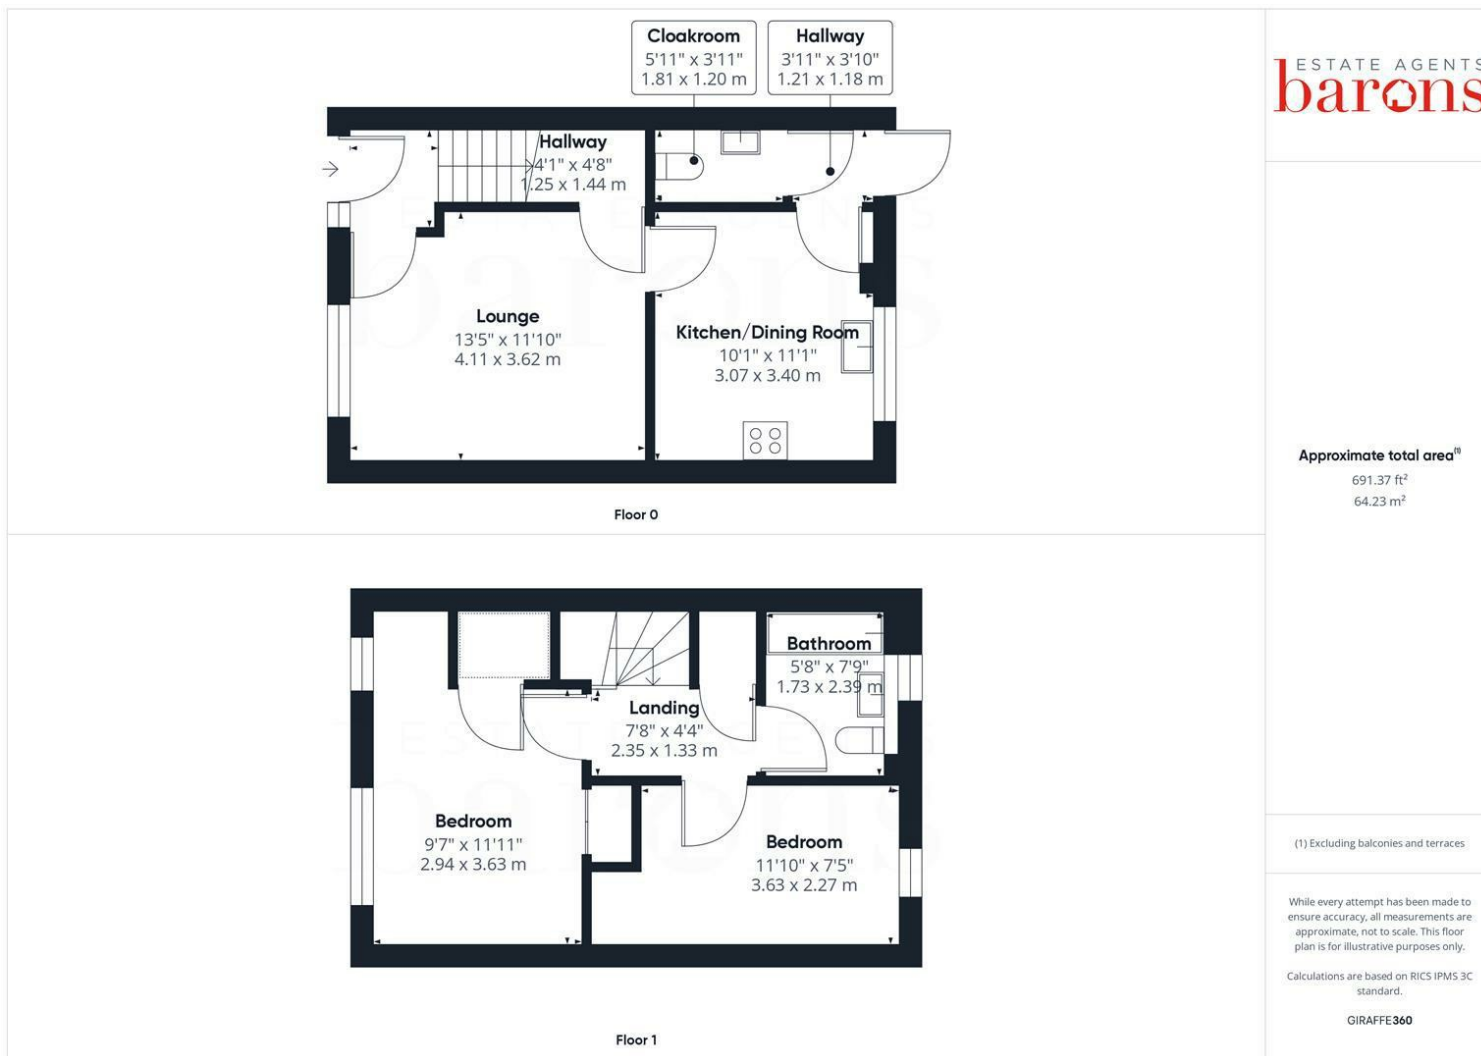 Cloakroom
5'11" x 3'11"
1.81 x 1.20 m
Hallway
3'11" x 3'10"
1.21 x 1.18 m
Hallway
4'1" x 4'8"
1.25 x 1.44 m
Lounge
13'5" x 11'10"
4.11 x 3.62 m
Kitchen/Dining Room
10'1" x 11'1"
3.07 x 3.40 m
ESTATE AGENTS
barons
Floor 0
Bathroom
5'8" x 7'9"
1.73 x 2.39 m
Landing
7'8" x 4'4"
2.35 x 1.33 m
Bedroom
9'7" x 11'11"
2.94 x 3.63 m
Bedroom
11'10" x 7'5"
3.63 x 2.27 m
ESTATE AGENTS
barons
Floor 1
ESTATE AGENTS
barons
Approximate total area(1)
691.37 ft²
64.23 m²
(1) Excluding balconies and terraces
While every attempt has been made to
ensure accuracy, all measurements are
approximate, not to scale. This floor
plan is for illustrative purposes only.
Calculations are based on RICS IPMS 3C
standard.
GIRAFFE360